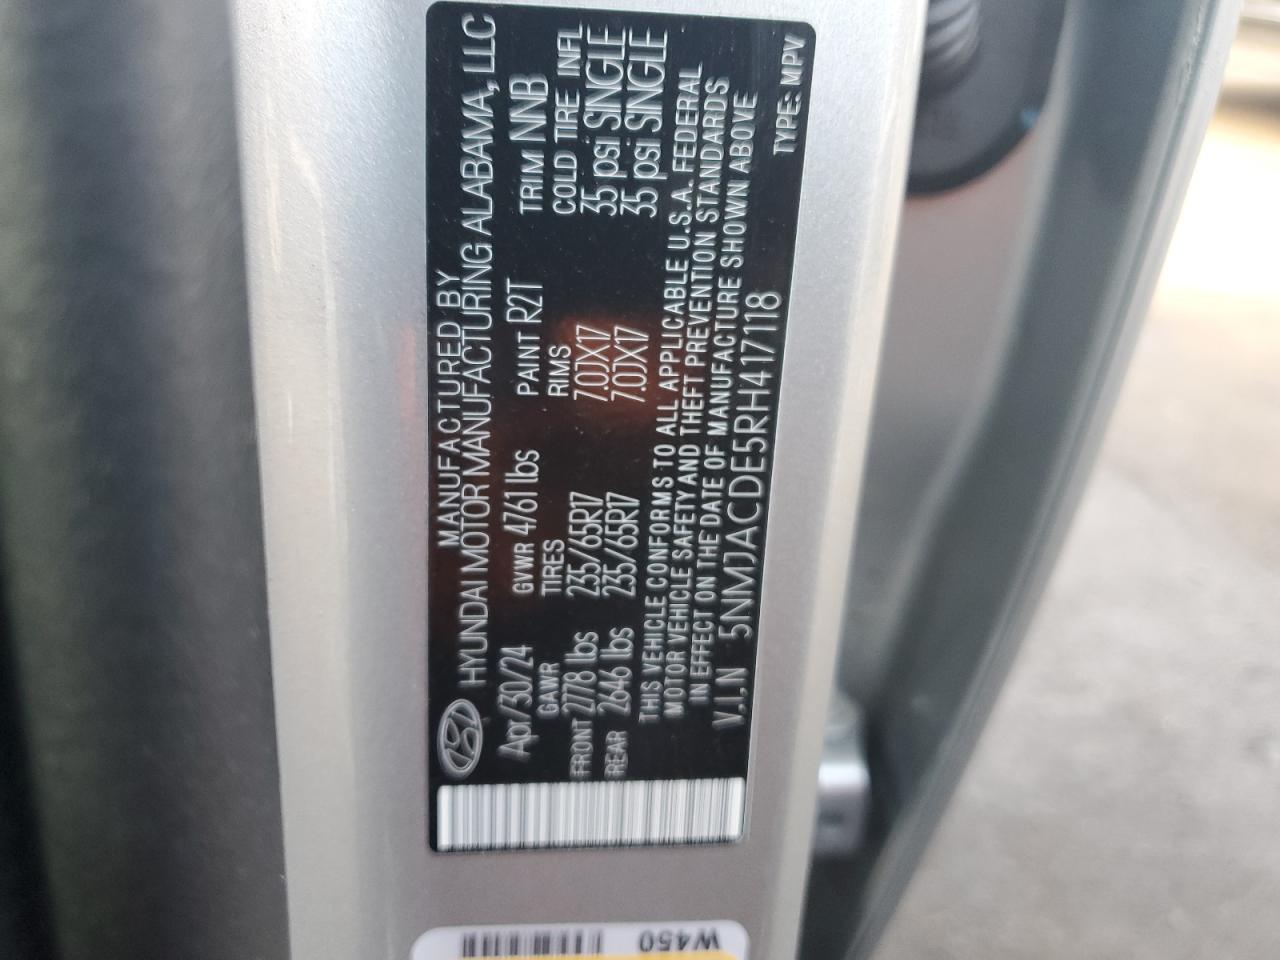 MANUFACTURED BY
HYUNDAI MOTOR MANUFACTURING ALABAMA, LLC
Apr/30/24 GVWR 4761 lbs PAINT R2T TRIM NNB
GAWR TIRES RIMS COLD TIRE INFL
FRONT 2778 lbs 235/65R17 7.0JX17 35 psi SINGLE
REAR 2646 lbs 235/65R17 7.0JX17 35 psi SINGLE
THIS VEHICLE CONFORMS TO ALL APPLICABLE U.S.A. FEDERAL
MOTOR VEHICLE SAFETY AND THEFT PREVENTION STANDARDS
IN EFFECT ON THE DATE OF MANUFACTURE SHOWN ABOVE
V.I.N 5NMJACDE5RH417118 TYPE: MPV
W450